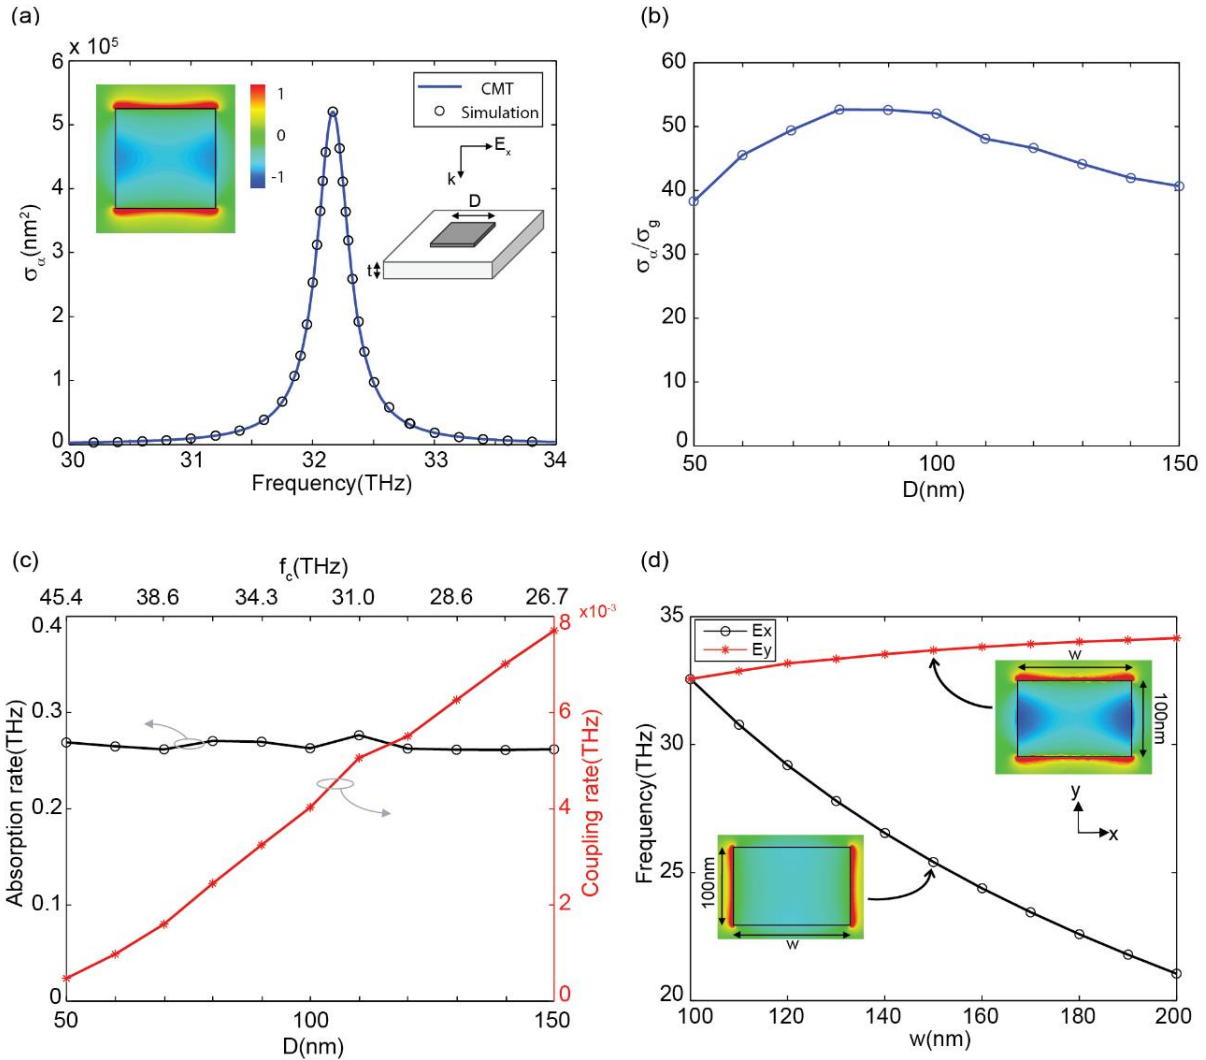 (a)
x 10⁵
6
5
4
3
2
1
0
σα(nm²)
30
31
32
33
34
Frequency(THz)
1
0
-1
CMT
Simulation
Eₓ
k
D
t
(b)
60
50
40
30
20
10
0
σα/σg
50
100
150
D(nm)
(c)
fc(THz)
45.4
38.6
34.3
31.0
28.6
26.7
0.4
0.3
0.2
0.1
0
Absorption rate(THz)
8 x10⁻³
6
4
2
0
Coupling rate(THz)
50
100
150
D(nm)
(d)
35
30
25
20
Frequency(THz)
Ex
Ey
w
100nm
y
x
100nm
w
100
120
140
160
180
200
w(nm)